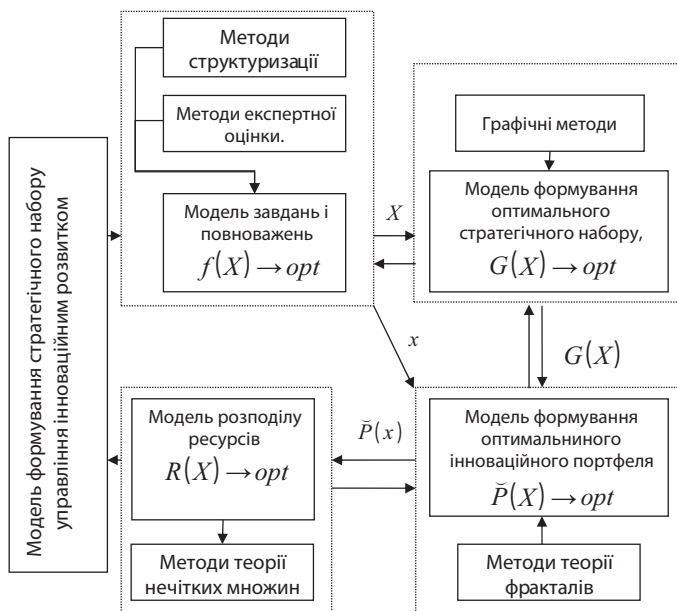 Модель формування стратегічного набору
управління інноваційним розвитком
Методи
структуризації
Методи експертної
оцінки.
Модель завдань і
повноважень
f(X) → opt
X
Графічні методи
Модель формування
оптимального
стратегічного набору,
G(X) → opt
x
G(X)
Модель розподілу
ресурсів
R(X) → opt
Методи теорії
нечітких множин
P̆(x)
Модель формування
оптимальниного
інноваційного портфеля
P̆(X) → opt
Методи теорії
фракталів